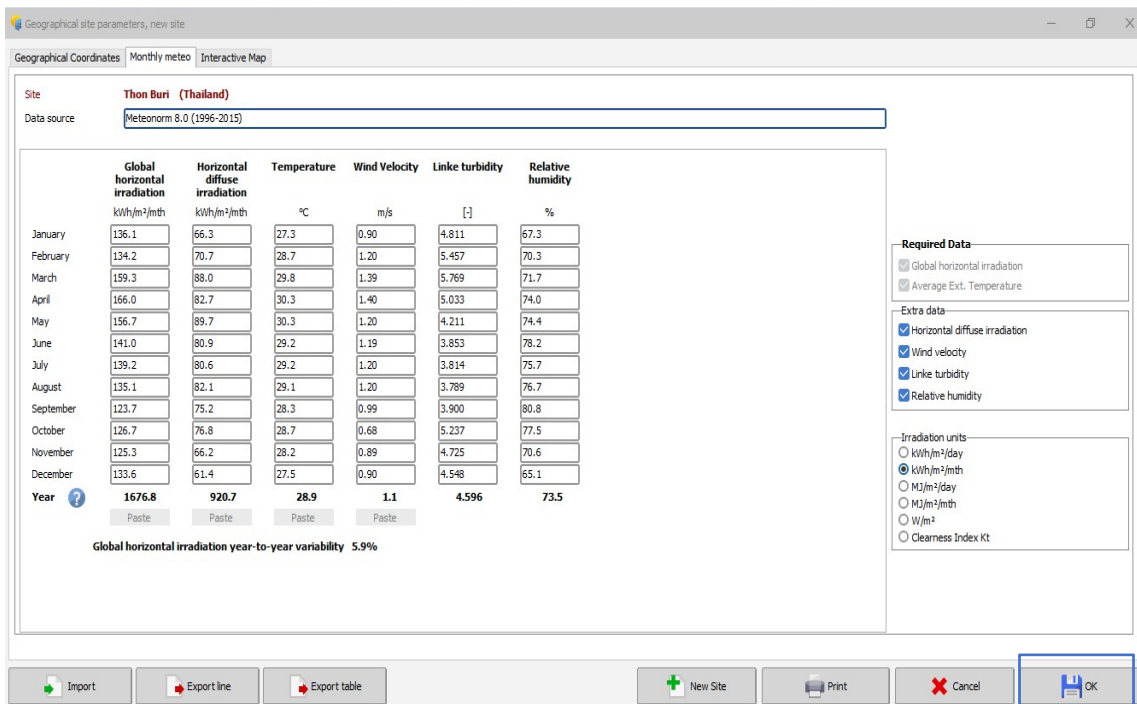 Geographical site parameters, new site
Geographical Coordinates Monthly meteo Interactive Map
Site Thon Buri (Thailand)
Data source Meteonorm 8.0 (1996-2015)
Global horizontal irradiation Horizontal diffuse irradiation Temperature Wind Velocity Linke turbidity Relative humidity
kWh/m²/mth kWh/m²/mth °C m/s [-] %
January 136.1 66.3 27.3 0.90 4.811 67.3
February 134.2 70.7 28.7 1.20 5.457 70.3
March 159.3 88.0 29.8 1.39 5.769 71.7
April 166.0 82.7 30.3 1.40 5.033 74.0
May 156.7 89.7 30.3 1.20 4.211 74.4
June 141.0 80.9 29.2 1.19 3.853 78.2
July 139.2 80.6 29.2 1.20 3.814 75.7
August 135.1 82.1 29.1 1.20 3.789 76.7
September 123.7 75.2 28.3 0.99 3.900 80.8
October 126.7 76.8 28.7 0.68 5.237 77.5
November 125.3 66.2 28.2 0.89 4.725 70.6
December 133.6 61.4 27.5 0.90 4.548 65.1
Year ? 1676.8 920.7 28.9 1.1 4.596 73.5
Paste Paste Paste Paste
Global horizontal irradiation year-to-year variability 5.9%
Required Data
Global horizontal irradiation
Average Ext. Temperature
Extra data
Horizontal diffuse irradiation
Wind velocity
Linke turbidity
Relative humidity
Irradiation units
kWh/m²/day
kWh/m²/mth
MJ/m²/day
MJ/m²/mth
W/m²
Clearness Index Kt
Import Export line Export table New Site Print Cancel OK